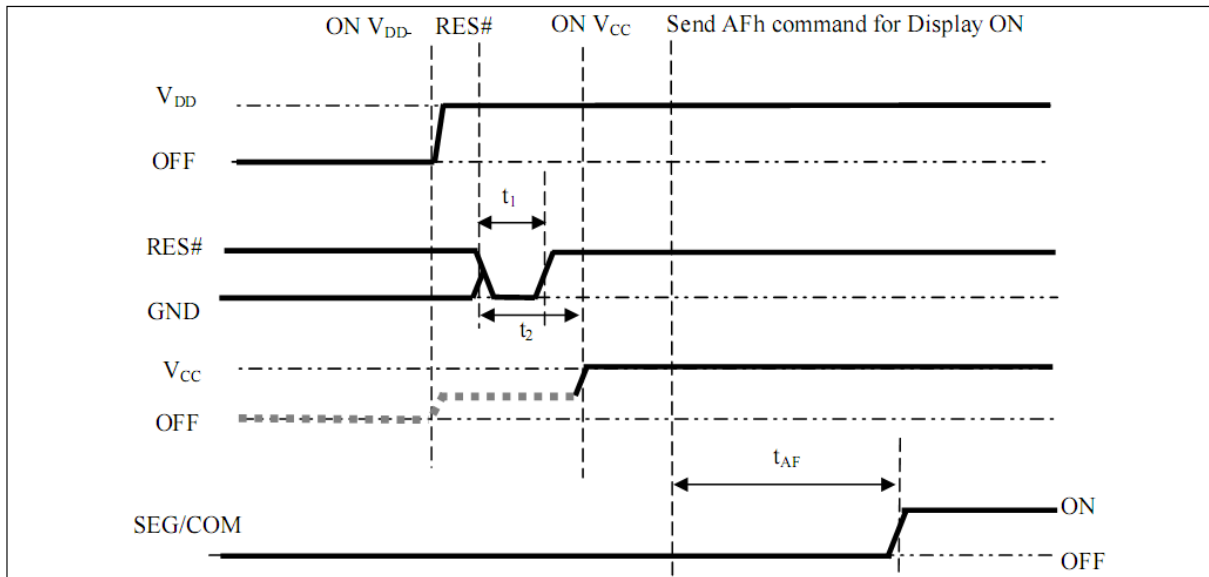 ON VDD- RES# ON VCC Send AFh command for Display ON
VDD
OFF
t1
RES#
GND
t2
VCC
OFF
tAF
SEG/COM
ON
OFF